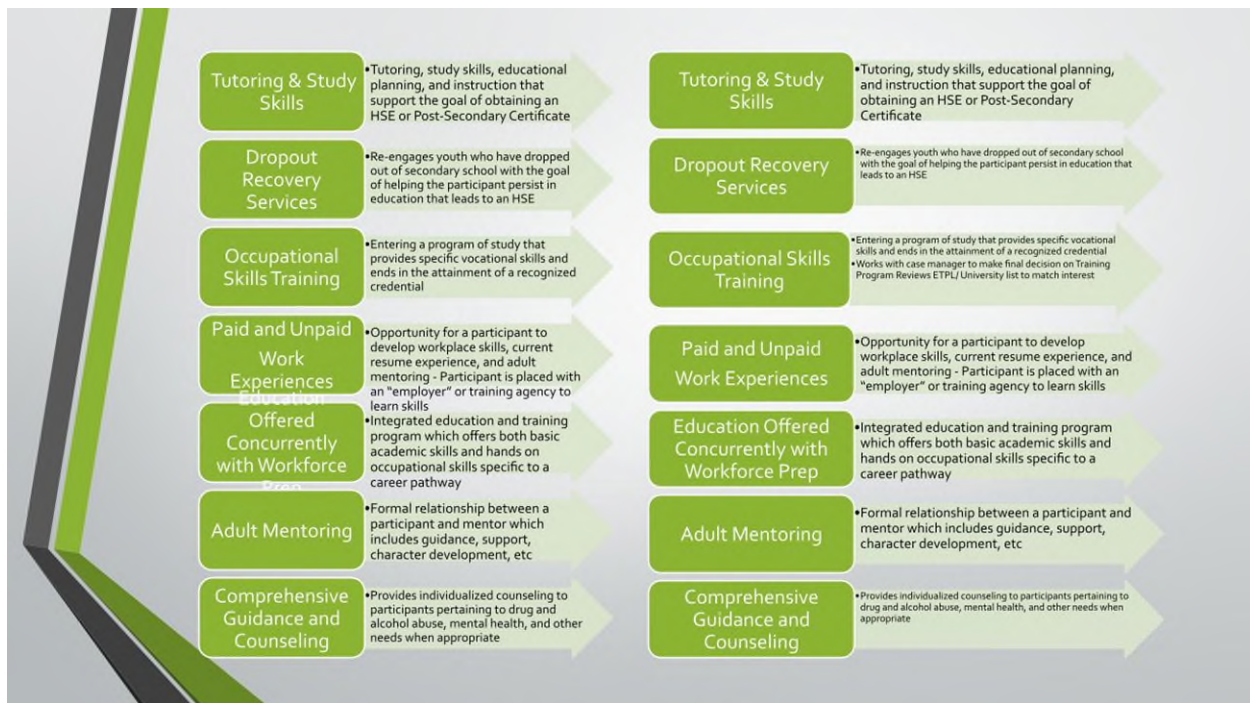 Tutoring & Study
Skills
•Tutoring, study skills, educational
planning, and instruction that
support the goal of obtaining an
HSE or Post-Secondary Certificate
Dropout
Recovery
Services
•Re-engages youth who have dropped
out of secondary school with the goal
of helping the participant persist in
education that leads to an HSE
Occupational
Skills Training
•Entering a program of study that
provides specific vocational skills and
ends in the attainment of a recognized
credential
Paid and Unpaid
Work
Experiences
•Opportunity for a participant to
develop workplace skills, current
resume experience, and adult
mentoring - Participant is placed with
an "employer" or training agency to
learn skills
Education
Offered
Concurrently
with Workforce
Prep
•Integrated education and training
program which offers both basic
academic skills and hands on
occupational skills specific to a
career pathway
Adult Mentoring
•Formal relationship between a
participant and mentor which
includes guidance, support,
character development, etc
Comprehensive
Guidance and
Counseling
•Provides individualized counseling to
participants pertaining to drug and
alcohol abuse, mental health, and other
needs when appropriate
Tutoring & Study
Skills
•Tutoring, study skills, educational planning,
and instruction that support the goal of
obtaining an HSE or Post-Secondary
Certificate
Dropout Recovery
Services
•Re-engages youth who have dropped out of secondary school
with the goal of helping the participant persist in education that
leads to an HSE
Occupational Skills
Training
•Entering a program of study that provides specific vocational
skills and ends in the attainment of a recognized credential
•Works with case manager to make final decision on Training
Program Reviews ETPL/ University list to match interest
Paid and Unpaid
Work Experiences
•Opportunity for a participant to develop
workplace skills, current resume experience, and
adult mentoring - Participant is placed with an
"employer" or training agency to learn skills
Education Offered
Concurrently with
Workforce Prep
•Integrated education and training program
which offers both basic academic skills and
hands on occupational skills specific to a
career pathway
Adult Mentoring
•Formal relationship between a participant and
mentor which includes guidance, support,
character development, etc
Comprehensive
Guidance and
Counseling
•Provides individualized counseling to participants pertaining to
drug and alcohol abuse, mental health, and other needs when
appropriate